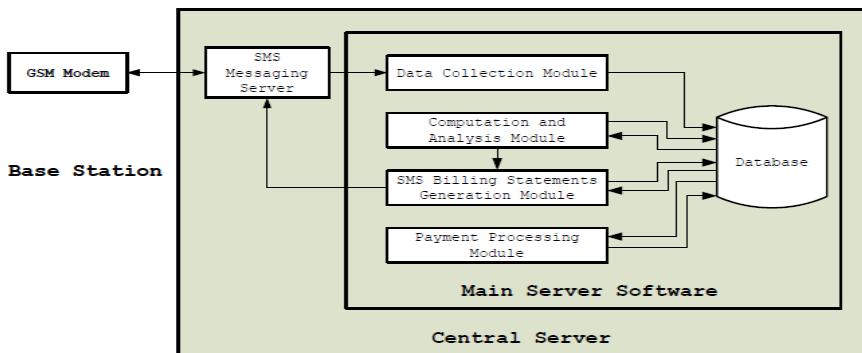 SMS
Messaging
Server
GSM Modem
Data Collection Module
Computation and
Analysis Module
Database
Base Station
SMS Billing Statements
Generation Module
Payment Processing
Module
Main Server Software
Central Server